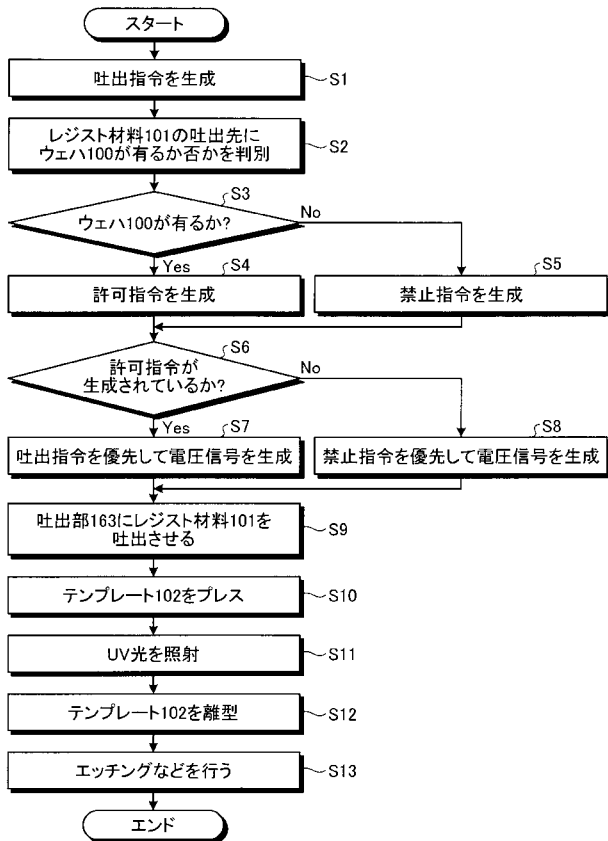 スタート
吐出指令を生成
S1
レジスト材料101の吐出先に
ウェハ100が有るか否かを判別
S2
S3
ウェハ100が有るか?
No
Yes
S4
許可指令を生成
S5
禁止指令を生成
S6
許可指令が
生成されているか?
No
Yes
S7
吐出指令を優先して電圧信号を生成
S8
禁止指令を優先して電圧信号を生成
吐出部163にレジスト材料101を
吐出させる
S9
テンプレート102をプレス
S10
UV光を照射
S11
テンプレート102を離型
S12
エッチングなどを行う
S13
エンド